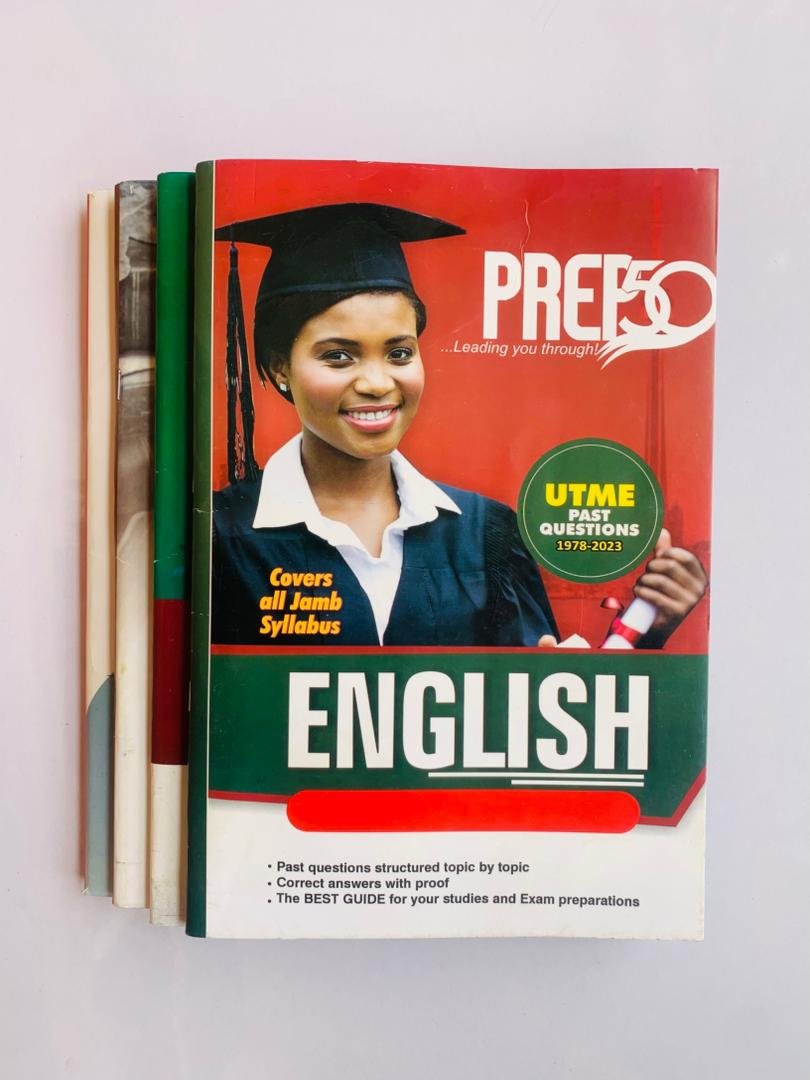 PREP50
...Leading you through!
UTME
PAST
QUESTIONS
1978-2023
Covers
all Jamb
Syllabus
ENGLISH
• Past questions structured topic by topic
• Correct answers with proof
• The BEST GUIDE for your studies and Exam preparations